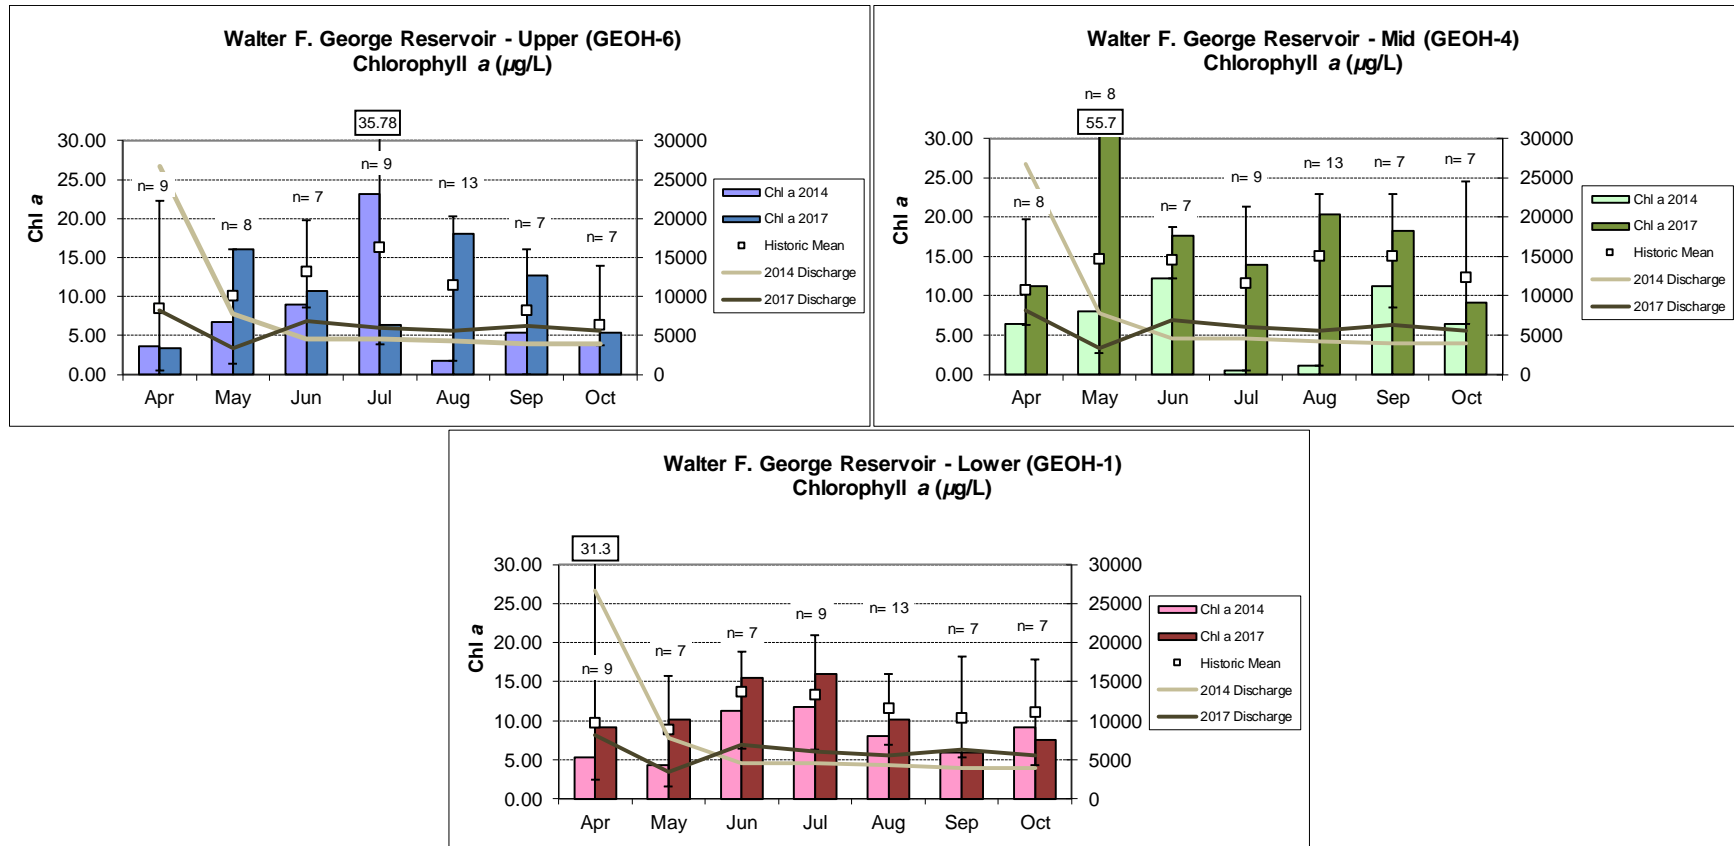 Walter F. George Reservoir - Upper (GEOH-6)
Chlorophyll a (µg/L)
35.78
30.00
25.00
20.00
15.00
10.00
5.00
0.00
Chl a
n= 9
n= 8
n= 7
n= 9
n= 13
n= 7
n= 7
30000
25000
20000
15000
10000
5000
0
Apr May Jun Jul Aug Sep Oct
Chl a 2014
Chl a 2017
Historic Mean
2014 Discharge
2017 Discharge
Walter F. George Reservoir - Mid (GEOH-4)
Chlorophyll a (µg/L)
n= 8
55.7
30.00
25.00
20.00
15.00
10.00
5.00
0.00
Chl a
n= 8
n= 7
n= 9
n= 13
n= 7
n= 7
30000
25000
20000
15000
10000
5000
0
Apr May Jun Jul Aug Sep Oct
Chl a 2014
Chl a 2017
Historic Mean
2014 Discharge
2017 Discharge
Walter F. George Reservoir - Lower (GEOH-1)
Chlorophyll a (µg/L)
31.3
30.00
25.00
20.00
15.00
10.00
5.00
0.00
Chl a
n= 9
n= 7
n= 7
n= 9
n= 13
n= 7
n= 7
30000
25000
20000
15000
10000
5000
0
Apr May Jun Jul Aug Sep Oct
Chl a 2014
Chl a 2017
Historic Mean
2014 Discharge
2017 Discharge